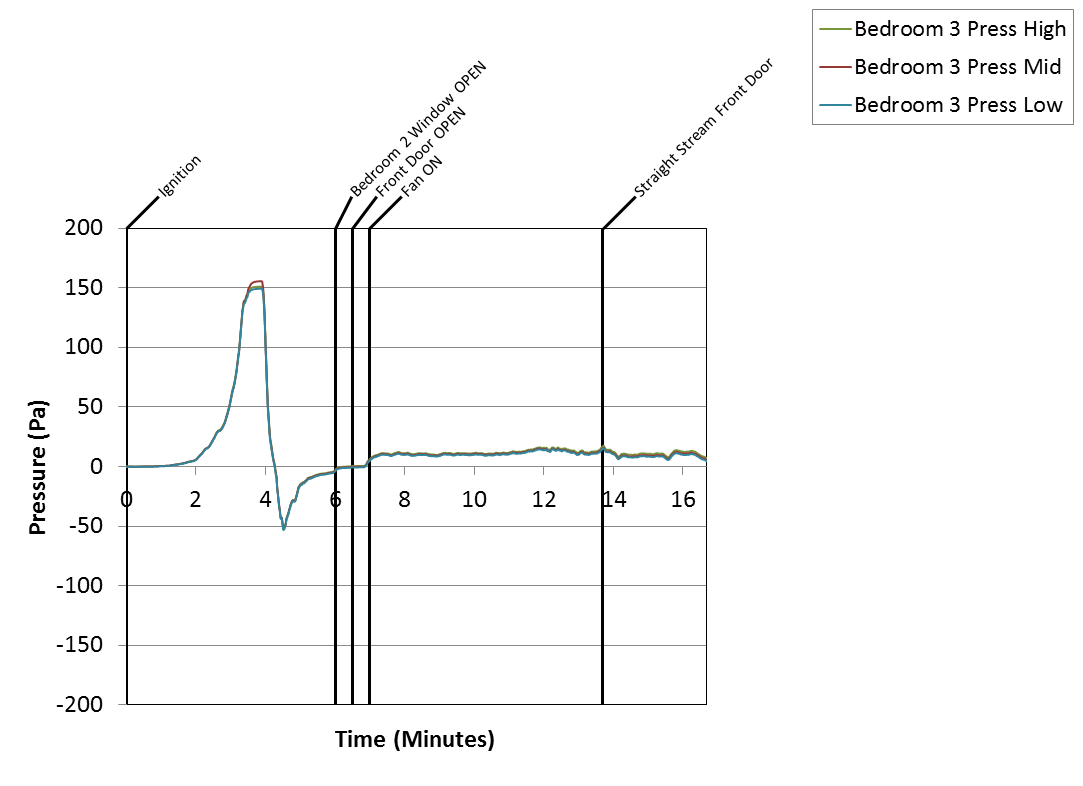 Bedroom 3 Press High
Bedroom 3 Press Mid
Bedroom 3 Press Low
Ignition
Bedroom 2 Window OPEN
Front Door OPEN
Fan ON
Straight Stream Front Door
200
150
100
50
0
-50
-100
-150
-200
0 2 4 6 8 10 12 14 16
Pressure (Pa)
Time (Minutes)